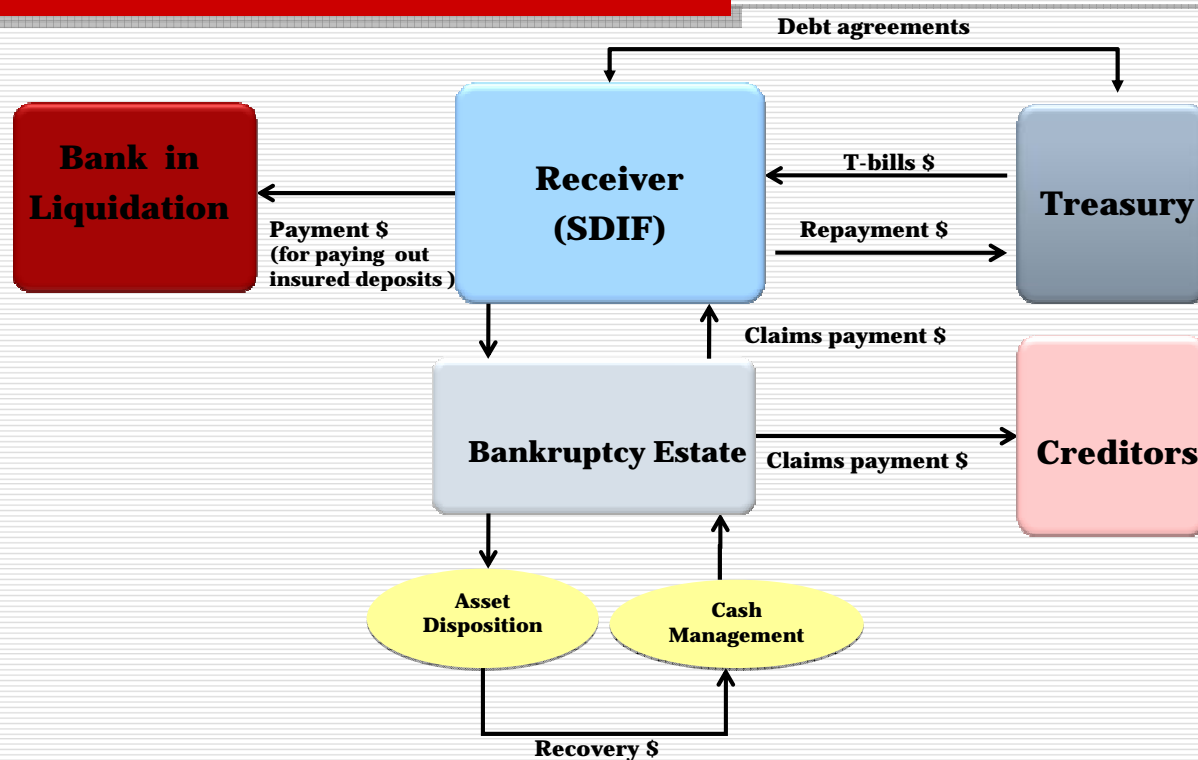 Debt agreements
Bank in
Liquidation
Receiver
(SDIF)
T-bills $
Treasury
Payment $
(for paying out
insured deposits )
Repayment $
Claims payment $
Bankruptcy Estate
Claims payment $
Creditors
Asset
Disposition
Cash
Management
Recovery $